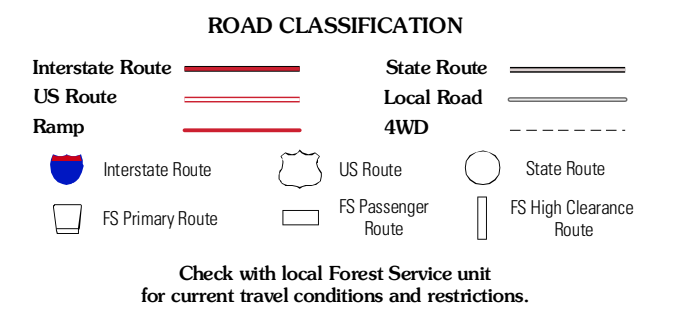 ROAD CLASSIFICATION
Interstate Route
State Route
US Route
Local Road
Ramp
4WD
Interstate Route
US Route
State Route
FS Primary Route
FS Passenger
Route
FS High Clearance
Route
Check with local Forest Service unit
for current travel conditions and restrictions.